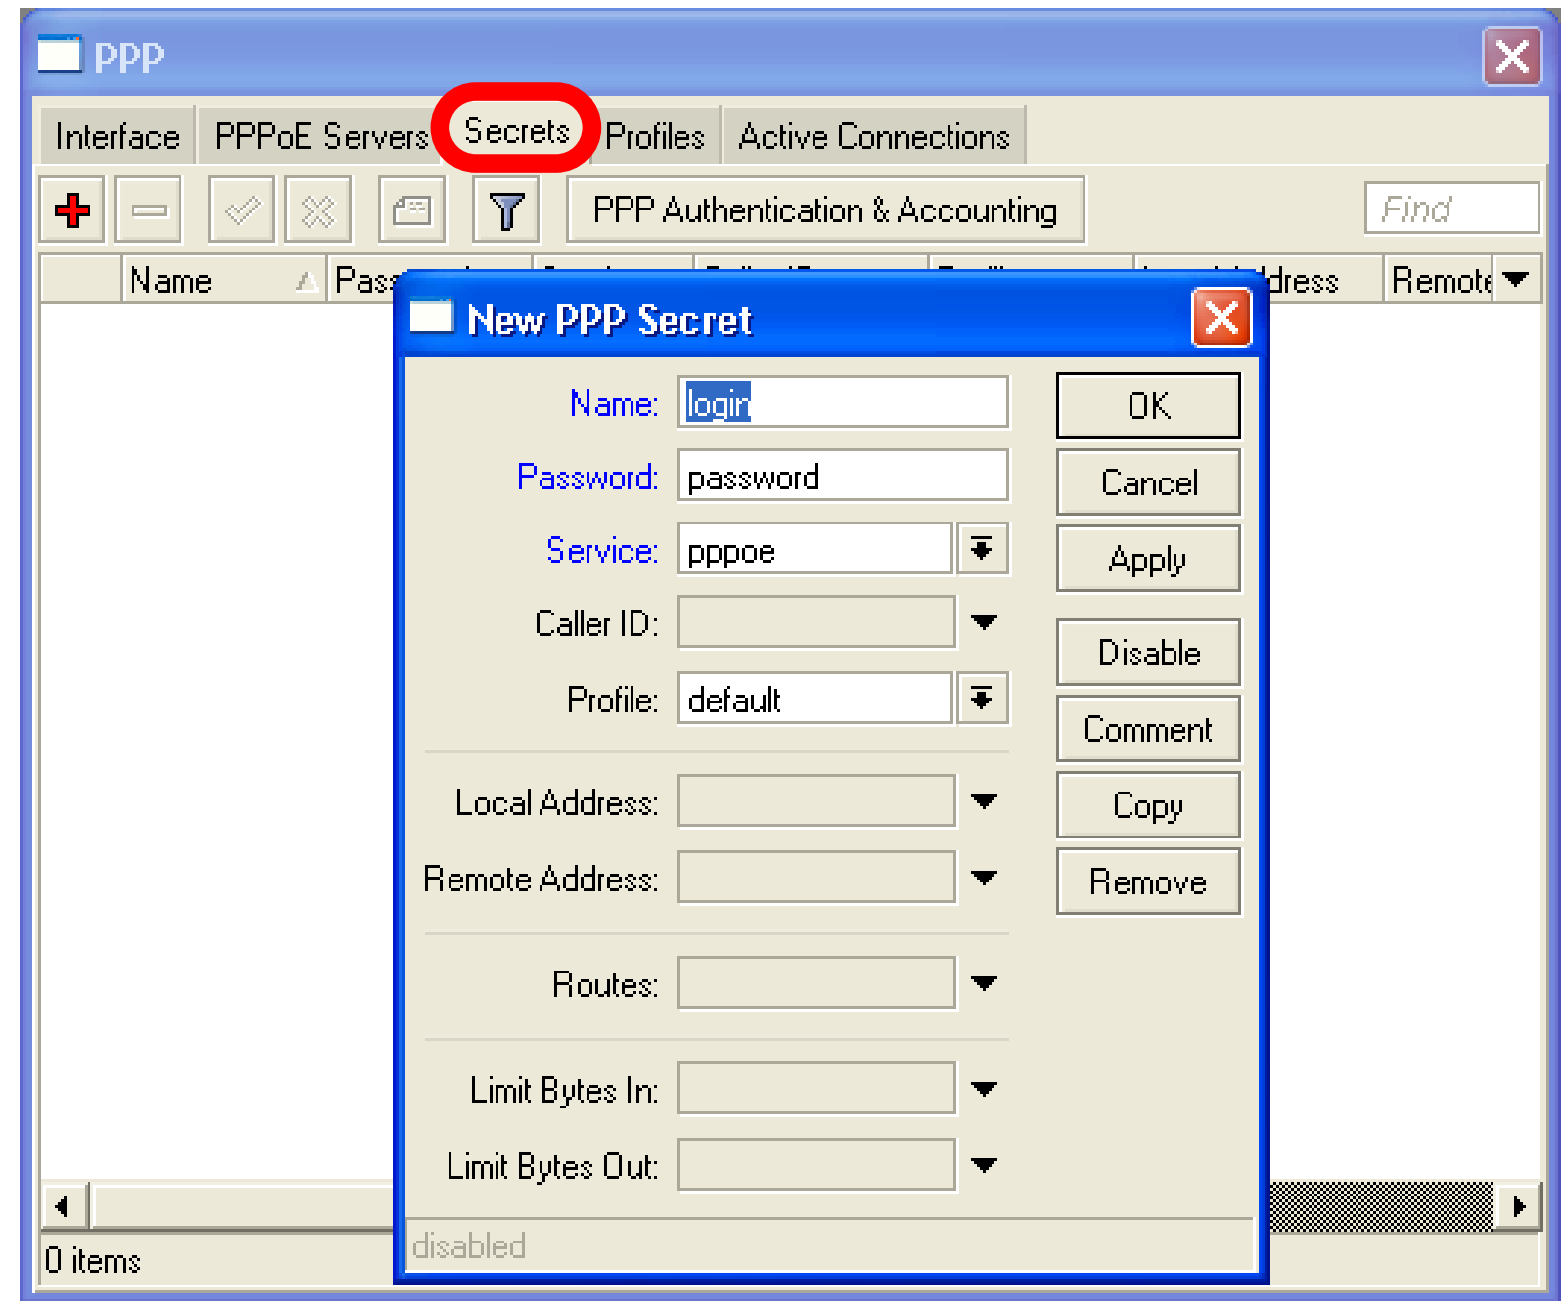 PPP
Interface PPPoE Servers Secrets Profiles Active Connections
PPP Authentication & Accounting Find
Name
New PPP Secret
Name: login OK
Password: password Cancel
Service: pppoe Apply
Caller ID:
Disable
Profile: default
Comment
Local Address: Copy
Remote Address: Remove
Routes:
Limit Bytes In:
Limit Bytes Out:
disabled
0 items